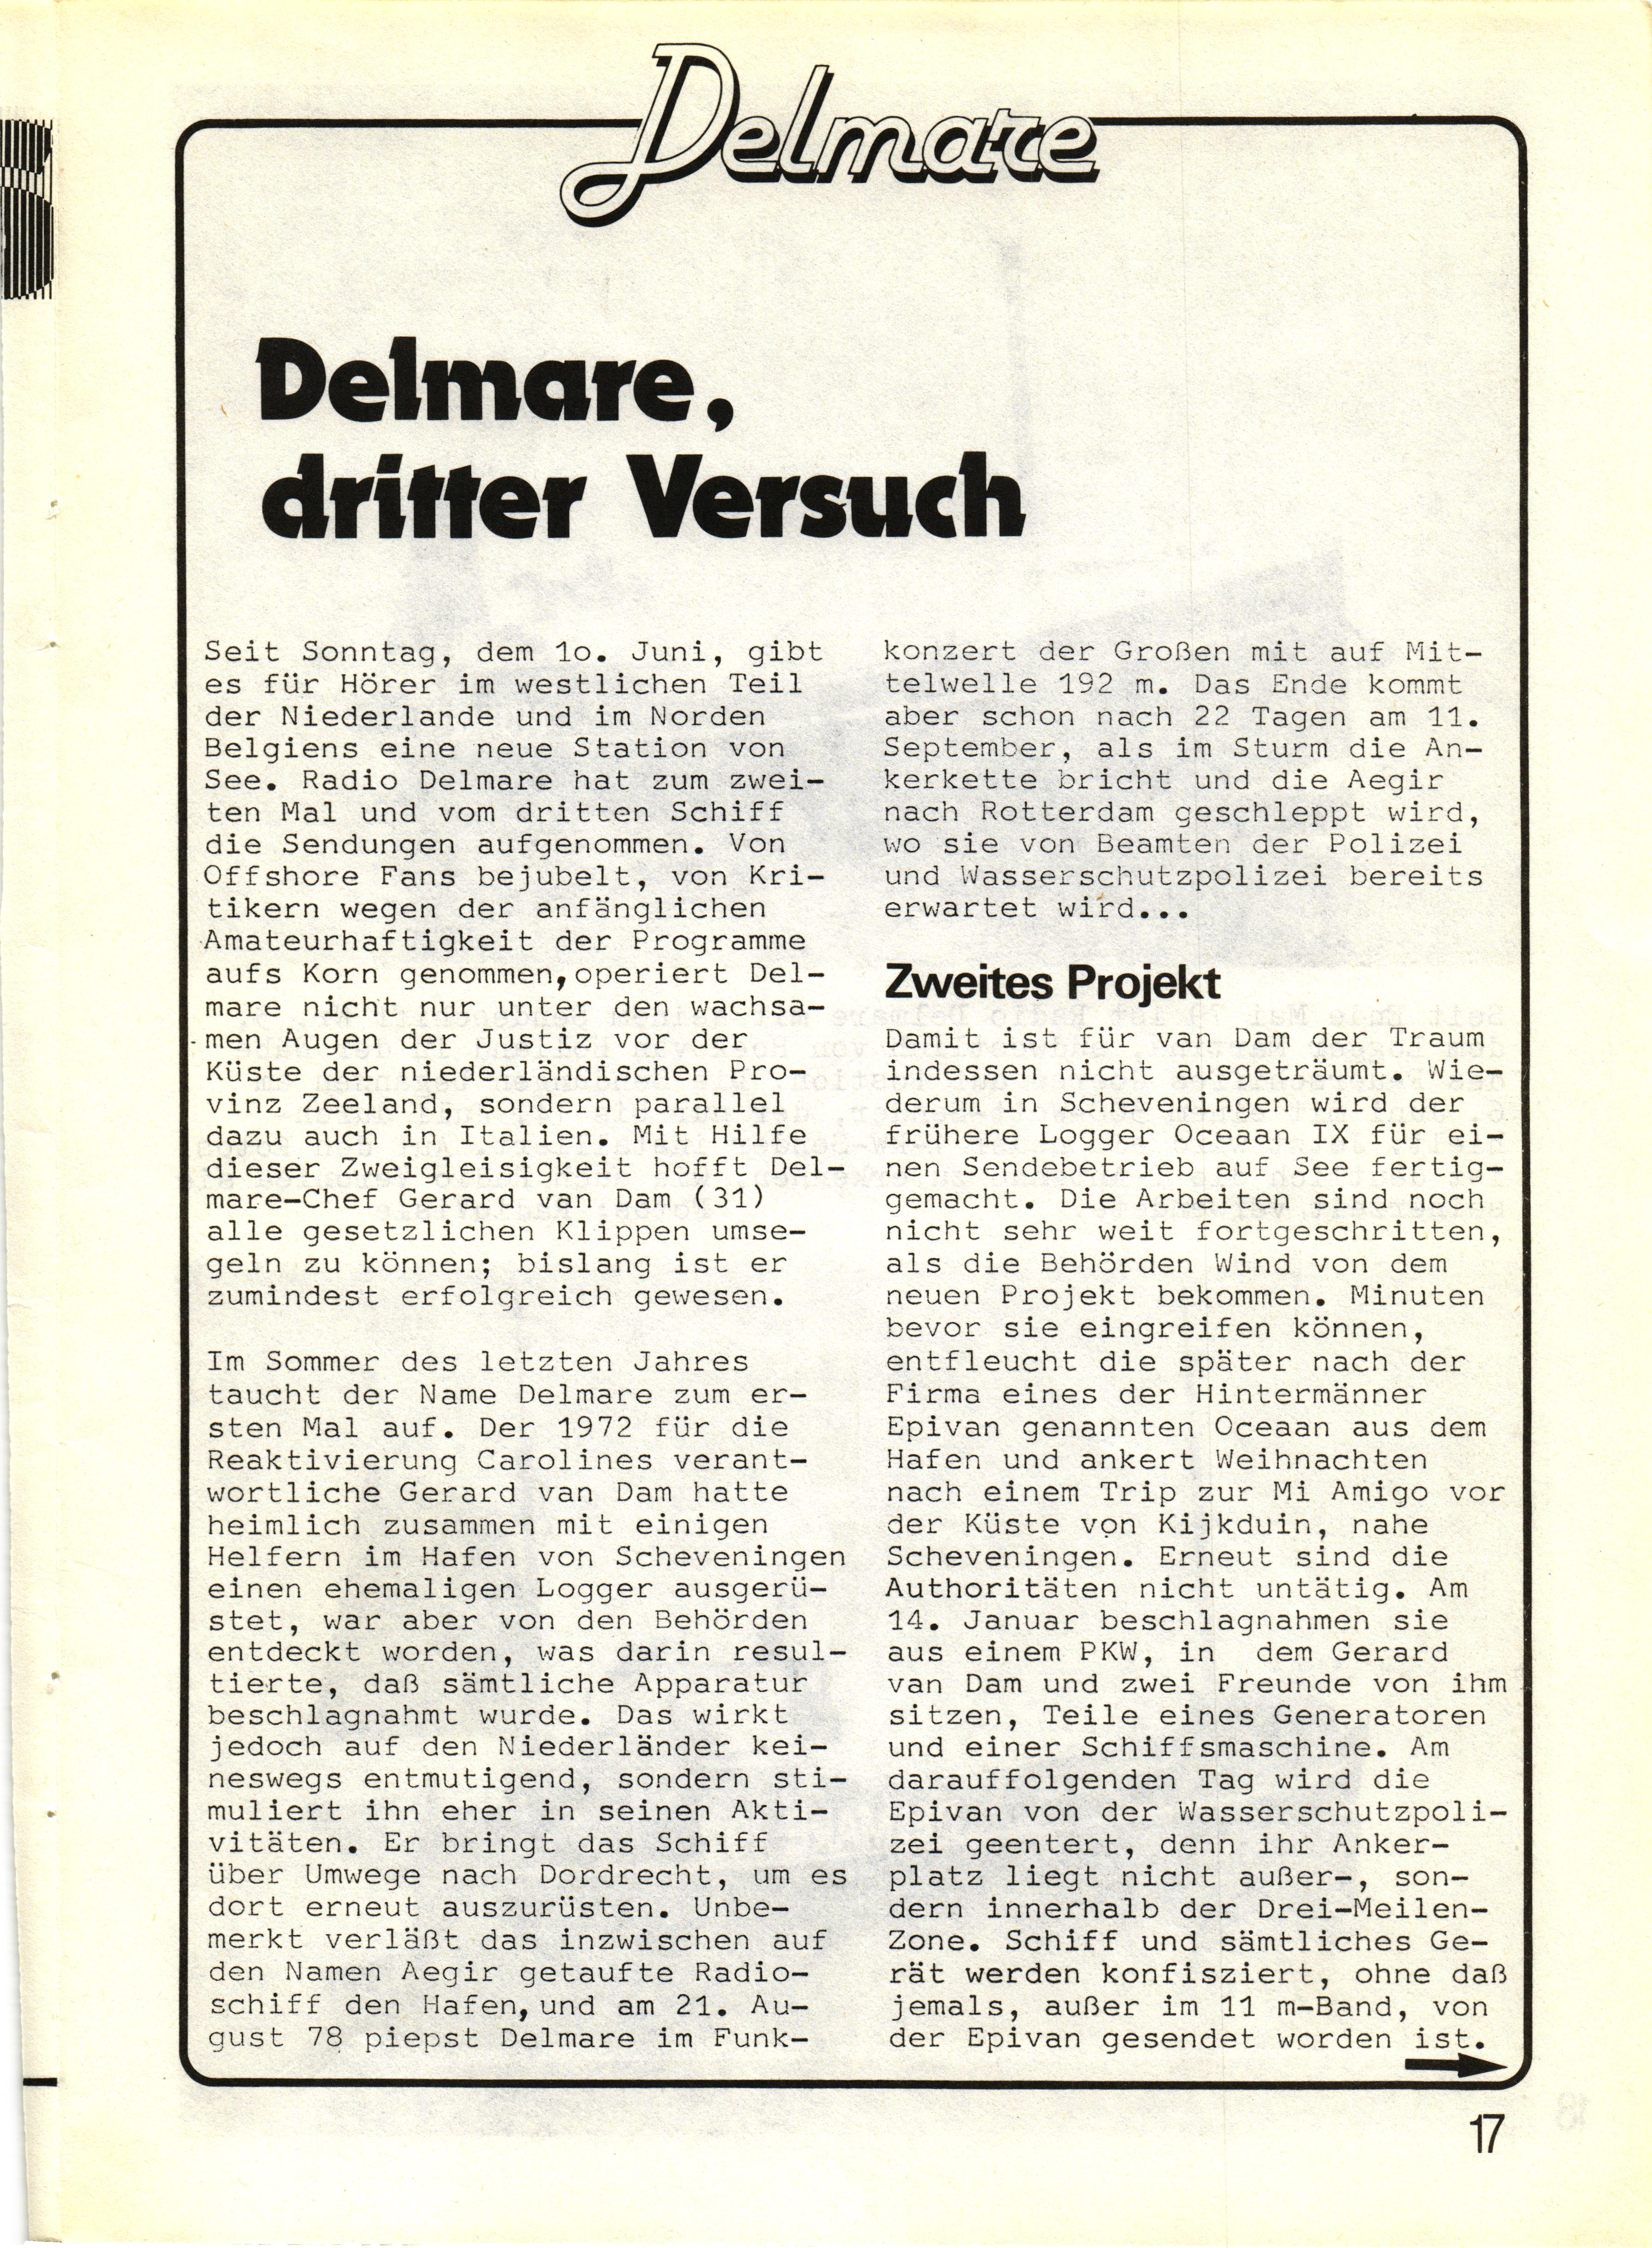 Delmare
Delmare,
dritter Versuch
Seit Sonntag, dem 1o. Juni, gibt
es für Hörer im westlichen Teil
der Niederlande und im Norden
Belgiens eine neue Station von
See. Radio Delmare hat zum zwei-
ten Mal und vom dritten Schiff
die Sendungen aufgenommen. Von
Offshore Fans bejubelt, von Kri-
tikern wegen der anfänglichen
Amateurhaftigkeit der Programme
aufs Korn genommen, operiert Del-
mare nicht nur unter den wachsa-
men Augen der Justiz vor der
Küste der niederländischen Pro-
vinz Zeeland, sondern parallel
dazu auch in Italien. Mit Hilfe
dieser Zweigleisigkeit hofft Del-
mare-Chef Gerard van Dam (31)
alle gesetzlichen Klippen umse-
geln zu können; bislang ist er
zumindest erfolgreich gewesen.
Im Sommer des letzten Jahres
taucht der Name Delmare zum er-
sten Mal auf. Der 1972 für die
Reaktivierung Carolines verant-
wortliche Gerard van Dam hatte
heimlich zusammen mit einigen
Helfern im Hafen von Scheveningen
einen ehemaligen Logger ausgerü-
stet, war aber von den Behörden
entdeckt worden, was darin resul-
tierte, daß sämtliche Apparatur
beschlagnahmt wurde. Das wirkt
jedoch auf den Niederländer kei-
neswegs entmutigend, sondern sti-
muliert ihn eher in seinen Akti-
vitäten. Er bringt das Schiff
über Umwege nach Dordrecht, um es
dort erneut auszurüsten. Unbe-
merkt verläßt das inzwischen auf
den Namen Aegir getaufte Radio-
schiff den Hafen, und am 21. Au-
gust 78 piepst Delmare im Funk-
konzert der Großen mit auf Mit-
telwelle 192 m. Das Ende kommt
aber schon nach 22 Tagen am 11.
September, als im Sturm die An-
kerkette bricht und die Aegir
nach Rotterdam geschleppt wird,
wo sie von Beamten der Polizei
und Wasserschutzpolizei bereits
erwartet wird...
Zweites Projekt
Damit ist für van Dam der Traum
indessen nicht ausgeträumt. Wie-
derum in Scheveningen wird der
frühere Logger Oceaan IX für ei-
nen Sendebetrieb auf See fertig-
gemacht. Die Arbeiten sind noch
nicht sehr weit fortgeschritten,
als die Behörden Wind von dem
neuen Projekt bekommen. Minuten
bevor sie eingreifen können,
entfleucht die später nach der
Firma eines der Hintermänner
Epivan genannten Oceaan aus dem
Hafen und ankert Weihnachten
nach einem Trip zur Mi Amigo vor
der Küste von Kijkduin, nahe
Scheveningen. Erneut sind die
Authoritäten nicht untätig. Am
14. Januar beschlagnahmen sie
aus einem PKW, in dem Gerard
van Dam und zwei Freunde von ihm
sitzen, Teile eines Generatoren
und einer Schiffsmaschine. Am
darauffolgenden Tag wird die
Epivan von der Wasserschutzpoli-
zei geentert, denn ihr Anker-
platz liegt nicht außer-, son-
dern innerhalb der Drei-Meilen-
Zone. Schiff und sämtliches Ge-
rät werden konfisziert, ohne daß
jemals, außer im 11 m-Band, von
der Epivan gesendet worden ist.
17